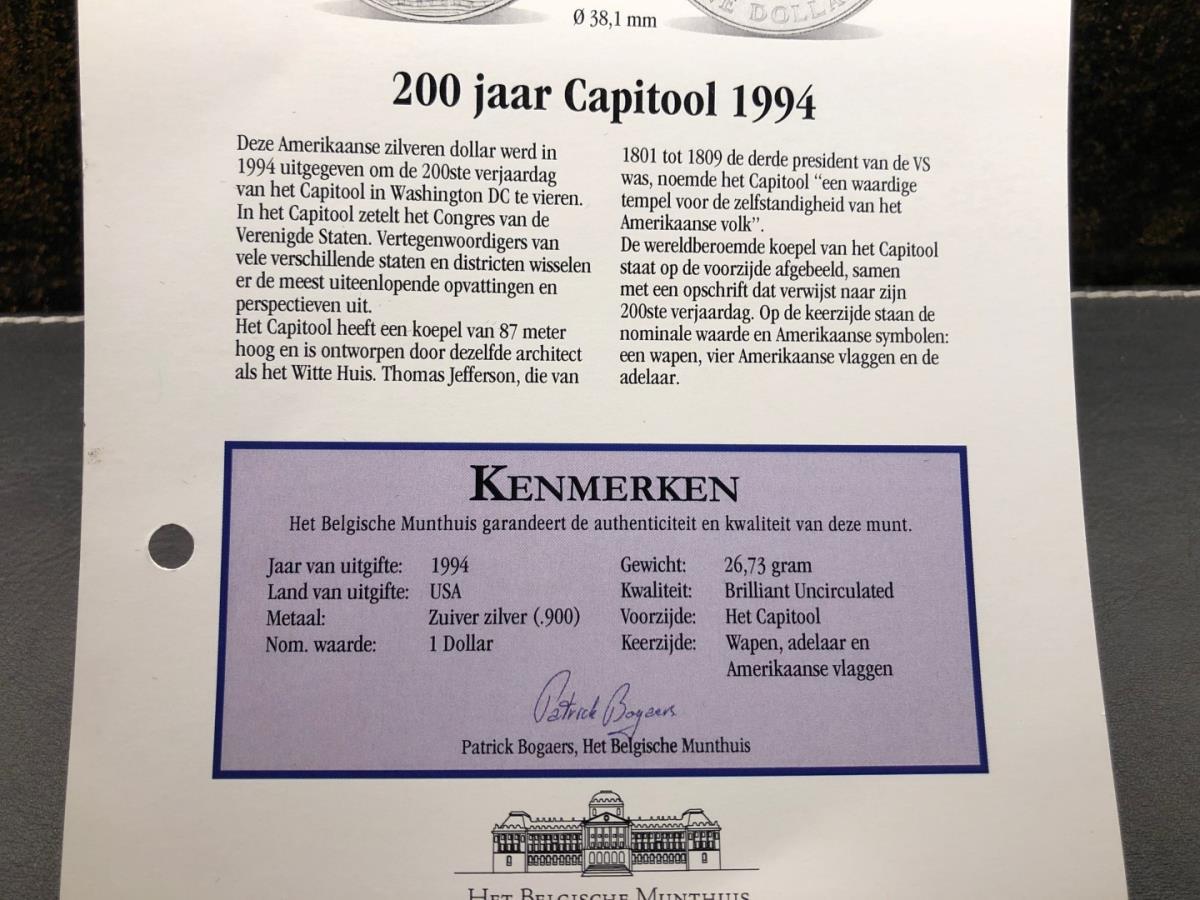 NE DOLLA
Ø 38,1 mm
200 jaar Capitool 1994
Deze Amerikaanse zilveren dollar werd in
1994 uitgegeven om de 200ste verjaardag
van het Capitool in Washington DC te vieren.
In het Capitool zetelt het Congres van de
Verenigde Staten. Vertegenwoordigers van
vele verschillende staten en districten wisselen
er de meest uiteenlopende opvattingen en
perspectieven uit.
Het Capitool heeft een koepel van 87 meter
hoog en is ontworpen door dezelfde architect
als het Witte Huis. Thomas Jefferson, die van
1801 tot 1809 de derde president van de VS
was, noemde het Capitool “een waardige
tempel voor de zelfstandigheid van het
Amerikaanse volk”.
De wereldberoemde koepel van het Capitool
staat op de voorzijde afgebeeld, samen
met een opschrift dat verwijst naar zijn
200ste verjaardag. Op de keerzijde staan de
nominale waarde en Amerikaanse symbolen:
een wapen, vier Amerikaanse vlaggen en de
adelaar.
KENMERKEN
Het Belgische Munthuis garandeert de authenticiteit en kwaliteit van deze munt.
Jaar van uitgifte: 1994
Land van uitgifte: USA
Metaal: Zuiver zilver (.900)
Nom. waarde: 1 Dollar
Gewicht: 26,73 gram
Kwaliteit: Brilliant Uncirculated
Voorzijde: Het Capitool
Keerzijde: Wapen, adelaar en
Amerikaanse vlaggen
Patrick Bogaers
Patrick Bogaers, Het Belgische Munthuis
HET BELGISCHE MUNTHUIS